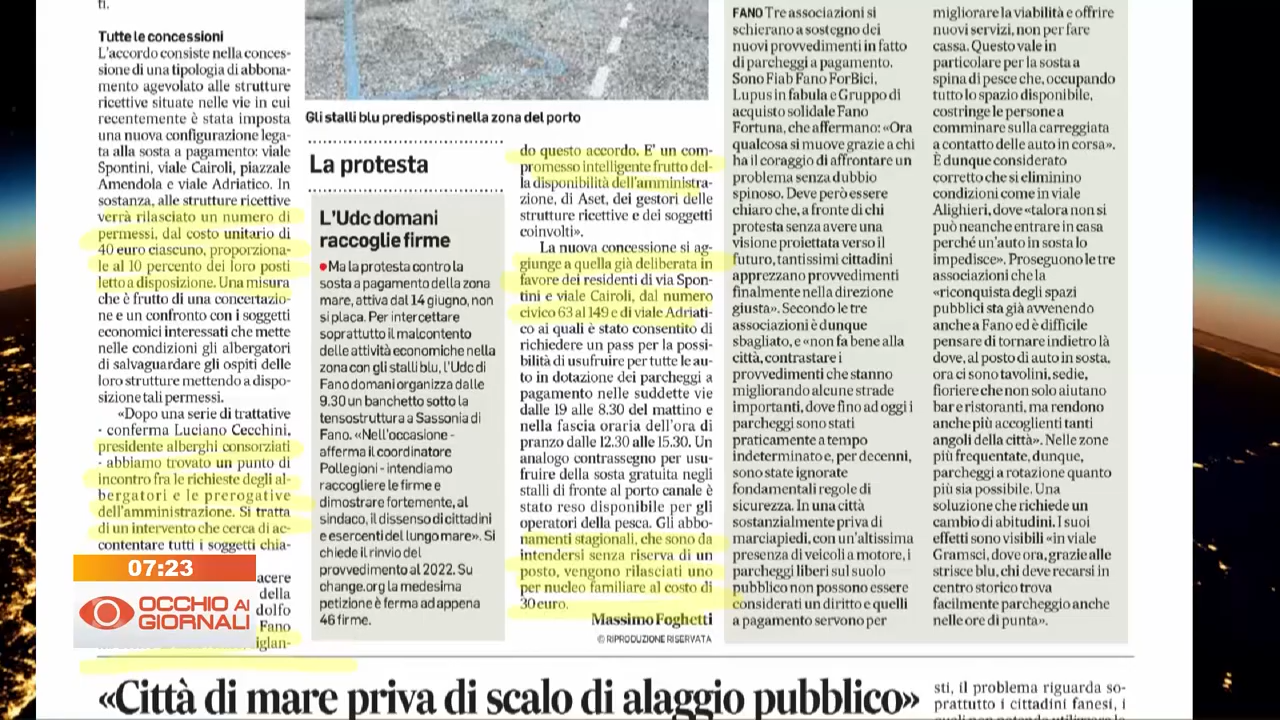 ti.
Tutte le concessioni
L'accordo consiste nella conces-
sione di una tipologia di abbona-
mento agevolato alle strutture
ricettive situate nelle vie in cui
recentemente è stata imposta
una nuova configurazione lega-
ta alla sosta a pagamento: viale
Spontini, viale Cairoli, piazzale
Amendola e viale Adriatico. In
sostanza, alle strutture ricettive
verrà rilasciato un numero di
permessi, dal costo unitario di
40 euro ciascuno, proporziona-
le al 10 percento dei loro posti
letto a disposizione. Una misura
che è frutto di una concertazio-
ne e un confronto con i soggetti
economici interessati che mette
nelle condizioni gli albergatori
di salvaguardare gli ospiti delle
loro strutture mettendo a dispo-
sizione tali permessi.
«Dopo una serie di trattative
- conferma Luciano Cecchini,
presidente alberghi consorziati
- abbiamo trovato un punto di
incontro fra le richieste degli al-
bergatori e le prerogative
dell'amministrazione. Si tratta
di un intervento che cerca di ac-
contentare tutti i soggetti chia-
acere
della
dolfo
Fano
iglan-
07:23
OCCHIO AI
GIORNALI
Gli stalli blu predisposti nella zona del porto
La protesta
L'Udc domani
raccoglie firme
Ma la protesta contro la
sosta a pagamento della zona
mare, attiva dal 14 giugno, non
si placa. Per intercettare
soprattutto il malcontento
delle attività economiche nella
zona con gli stalli blu, l'Udc di
Fano domani organizza dalle
9.30 un banchetto sotto la
tensostruttura a Sassonia di
Fano. «Nell'occasione -
afferma il coordinatore
Pollegioni - intendiamo
raccogliere le firme e
dimostrare fortemente, al
sindaco, il dissenso di cittadini
e esercenti del lungo mare». Si
chiede il rinvio del
provvedimento al 2022. Su
change.org la medesima
petizione è ferma ad appena
46 firme.
do questo accordo. E' un com-
promesso intelligente frutto del-
la disponibilità dell'amministra-
zione, di Aset, dei gestori delle
strutture ricettive e dei soggetti
coinvolti».
La nuova concessione si ag-
giunge a quella già deliberata in
favore dei residenti di via Spon-
tini e viale Cairoli, dal numero
civico 63 al 149 e di viale Adriati-
co ai quali è stato consentito di
richiedere un pass per la possi-
bilità di usufruire per tutte le au-
to in dotazione dei parcheggi a
pagamento nelle suddette vie
dalle 19 alle 8.30 del mattino e
nella fascia oraria dell'ora di
pranzo dalle 12.30 alle 15.30. Un
analogo contrassegno per usu-
fruire della sosta gratuita negli
stalli di fronte al porto canale è
stato reso disponibile per gli
operatori della pesca. Gli abbo-
namenti stagionali, che sono da
intendersi senza riserva di un
posto, vengono rilasciati uno
per nucleo familiare al costo di
30 euro.
Massimo Foghetti
© RIPRODUZIONE RISERVATA
FANO Tre associazioni si
schierano a sostegno dei
nuovi provvedimenti in fatto
di parcheggi a pagamento.
Sono Fiab Fano ForBici,
Lupus in fabula e Gruppo di
acquisto solidale Fano
Fortuna, che affermano: «Ora
qualcosa si muove grazie a chi
ha il coraggio di affrontare un
problema senza dubbio
spinoso. Deve però essere
chiaro che, a fronte di chi
protesta senza avere una
visione proiettata verso il
futuro, tantissimi cittadini
apprezzano provvedimenti
finalmente nella direzione
giusta». Secondo le tre
associazioni è dunque
sbagliato, e «non fa bene alla
città, contrastare i
provvedimenti che stanno
migliorando alcune strade
importanti, dove fino ad oggi i
parcheggi sono stati
praticamente a tempo
indeterminato e, per decenni,
sono state ignorate
fondamentali regole di
sicurezza. In una città
sostanzialmente priva di
marciapiedi, con un'altissima
presenza di veicoli a motore, i
parcheggi liberi sul suolo
pubblico non possono essere
considerati un diritto e quelli
a pagamento servono per
migliorare la viabilità e offrire
nuovi servizi, non per fare
cassa. Questo vale in
particolare per la sosta a
spina di pesce che, occupando
tutto lo spazio disponibile,
costringe le persone a
comminare sulla carreggiata
a contatto delle auto in corsa».
È dunque considerato
corretto che si eliminino
condizioni come in viale
Alighieri, dove «talora non si
può neanche entrare in casa
perché un'auto in sosta lo
impedisce». Proseguono le tre
associazioni che la
«riconquista degli spazi
pubblici sta già avvenendo
anche a Fano ed è difficile
pensare di tornare indietro là
dove, al posto di auto in sosta,
ora ci sono tavolini, sedie,
fioriere che non solo aiutano
bar e ristoranti, ma rendono
anche più accoglienti tanti
angoli della città». Nelle zone
più frequentate, dunque,
parcheggi a rotazione quanto
più sia possibile. Una
soluzione che richiede un
cambio di abitudini. I suoi
effetti sono visibili «in viale
Gramsci, dove ora, grazie alle
strisce blu, chi deve recarsi in
centro storico trova
facilmente parcheggio anche
nelle ore di punta».
«Città di mare priva di scalo di alaggio pubblico»
sti, il problema riguarda so-
prattutto i cittadini fanesi, i